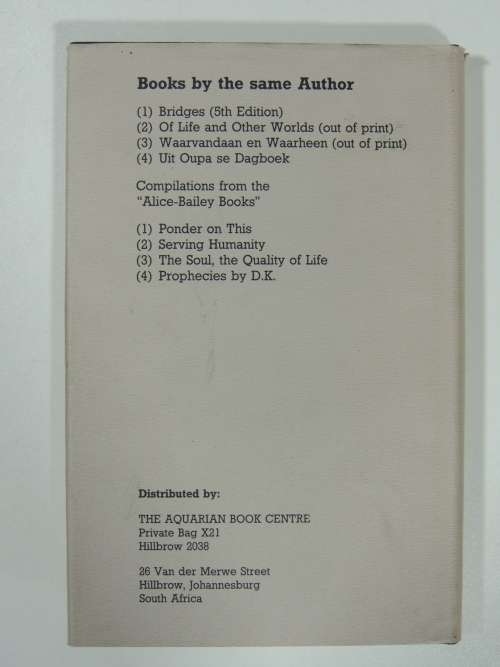 Books by the same Author
(1) Bridges (5th Edition)
(2) Of Life and Other Worlds (out of print)
(3) Waarvandaan en Waarheen (out of print)
(4) Uit Oupa se Dagboek
Compilations from the
"Alice-Bailey Books"
(1) Ponder on This
(2) Serving Humanity
(3) The Soul, the Quality of Life
(4) Prophecies by D.K.
Distributed by:
THE AQUARIAN BOOK CENTRE
Private Bag X21
Hillbrow 2038
26 Van der Merwe Street
Hillbrow, Johannesburg
South Africa